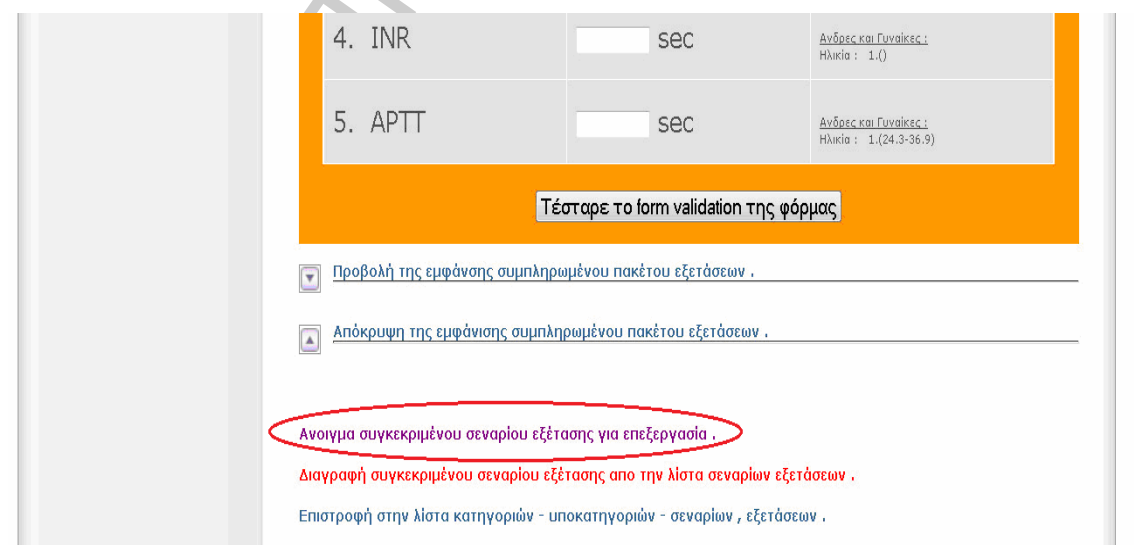 4. INR sec Ανδρες και Γυναίκες :
Ηλικία : 1.()
5. APTT sec Ανδρες και Γυναίκες :
Ηλικία : 1.(24.3-36.9)
Τέσταρε το form validation της φόρμας
Προβολή της εμφάνσης συμπληρωμένου πακέτου εξετάσεων .
Απόκρυψη της εμφάνισης συμπληρωμένου πακέτου εξετάσεων .
Ανοιγμα συγκεκριμένου σεναρίου εξέτασης για επεξεργασία .
Διαγραφή συγκεκριμένου σεναρίου εξέτασης απο την λίστα σεναρίων εξετάσεων .
Επιστροφή στην λίστα κατηγοριών - υποκατηγοριών - σεναρίων , εξετάσεων .